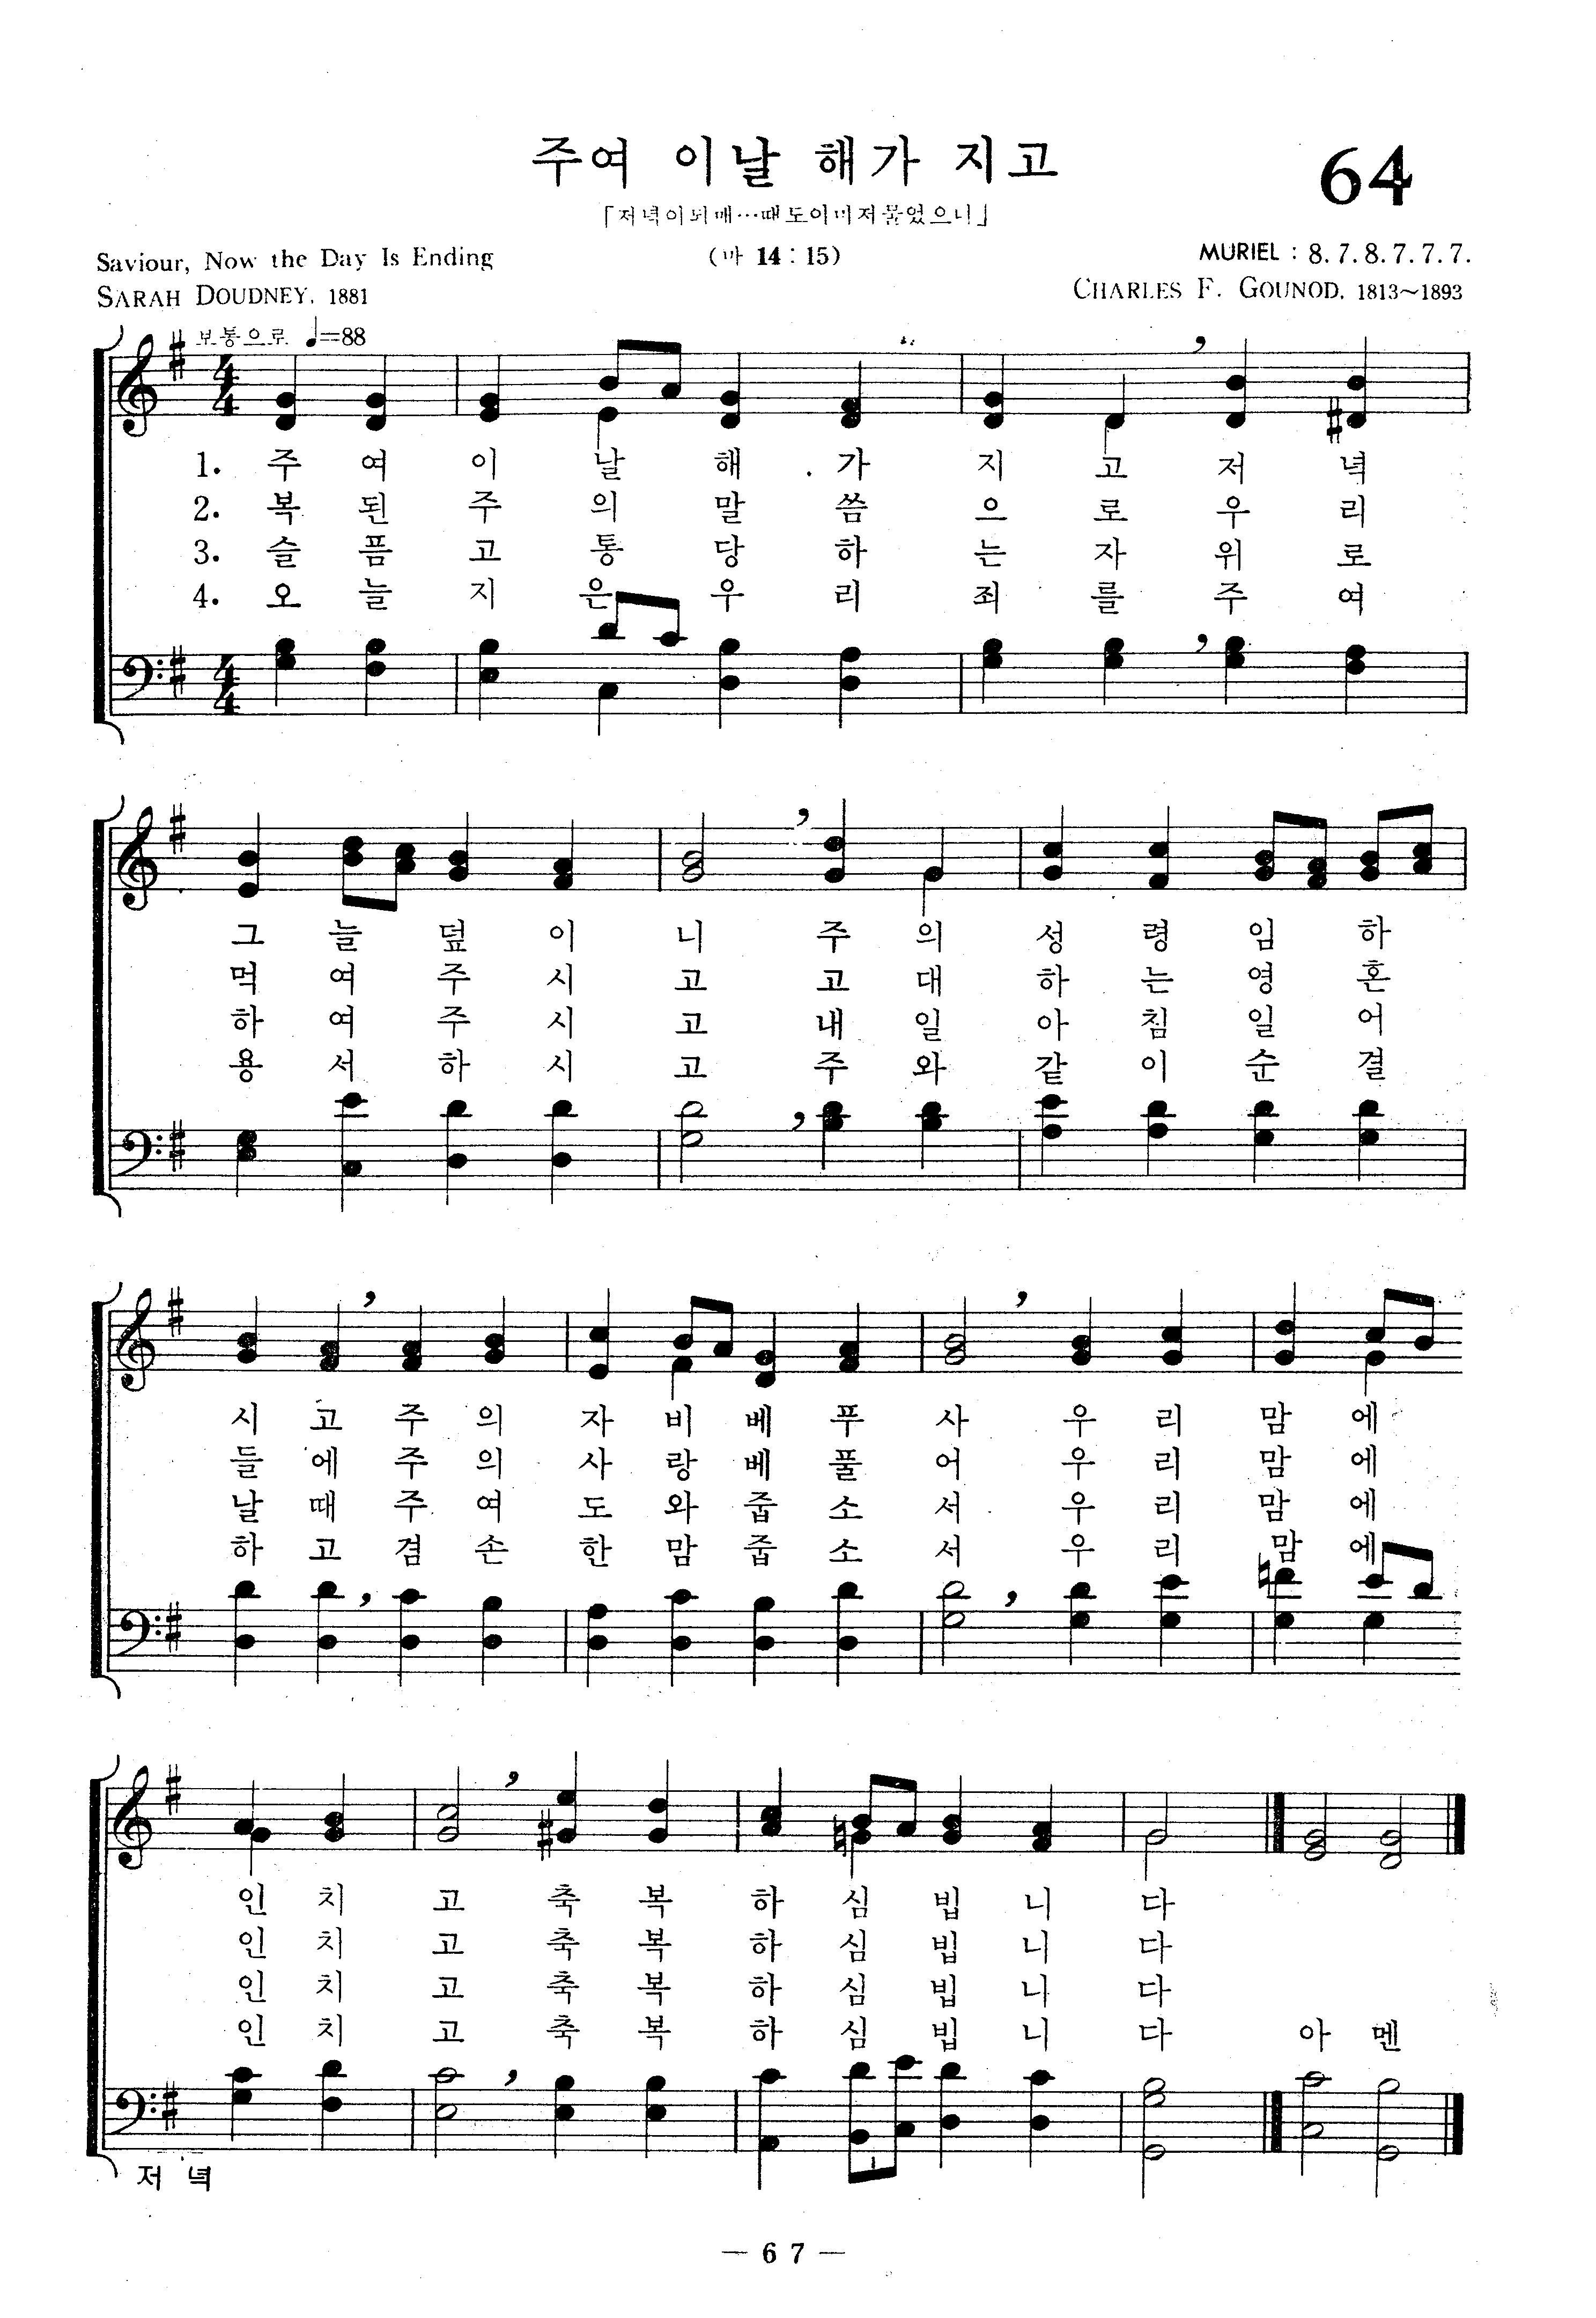 주여 이날 해가 지고
64
「저녁이되매…때도이미저물었으니」
Saviour, Now the Day Is Ending
(마 14 : 15)
MURIEL : 8. 7. 8. 7. 7. 7.
SARAH DOUDNEY, 1881
CHARLES F. GOUNOD, 1813~1893
보통으로 ♩=88
1. 주 여 이 날 해 가 지 고 저 녁
2. 복 된 주 의 말 씀 으 로 우 리
3. 슬 픔 고 통 당 하 는 자 위 로
4. 오 늘 지 은 우 리 죄 를 주 여
그 늘 덮 이 니 주 의 성 령 임 하
먹 여 주 시 고 고 대 하 는 영 혼
하 여 주 시 고 내 일 아 침 일 어
용 서 하 시 고 주 와 같 이 순 결
시 고 주 의 자 비 베 푸 사 우 리 맘 에
들 에 주 의 사 랑 베 풀 어 우 리 맘 에
날 때 주 여 도 와 줍 소 서 우 리 맘 에
하 고 겸 손 한 맘 줍 소 서 우 리 맘 에
인 치 고 축 복 하 심 빕 니 다
인 치 고 축 복 하 심 빕 니 다
인 치 고 축 복 하 심 빕 니 다
인 치 고 축 복 하 심 빕 니 다 아 멘
저 녁
— 6 7 —